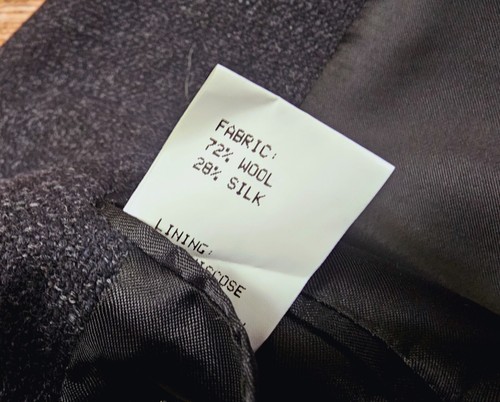 FABRIC:
72% WOOL
28% SILK
LINING: